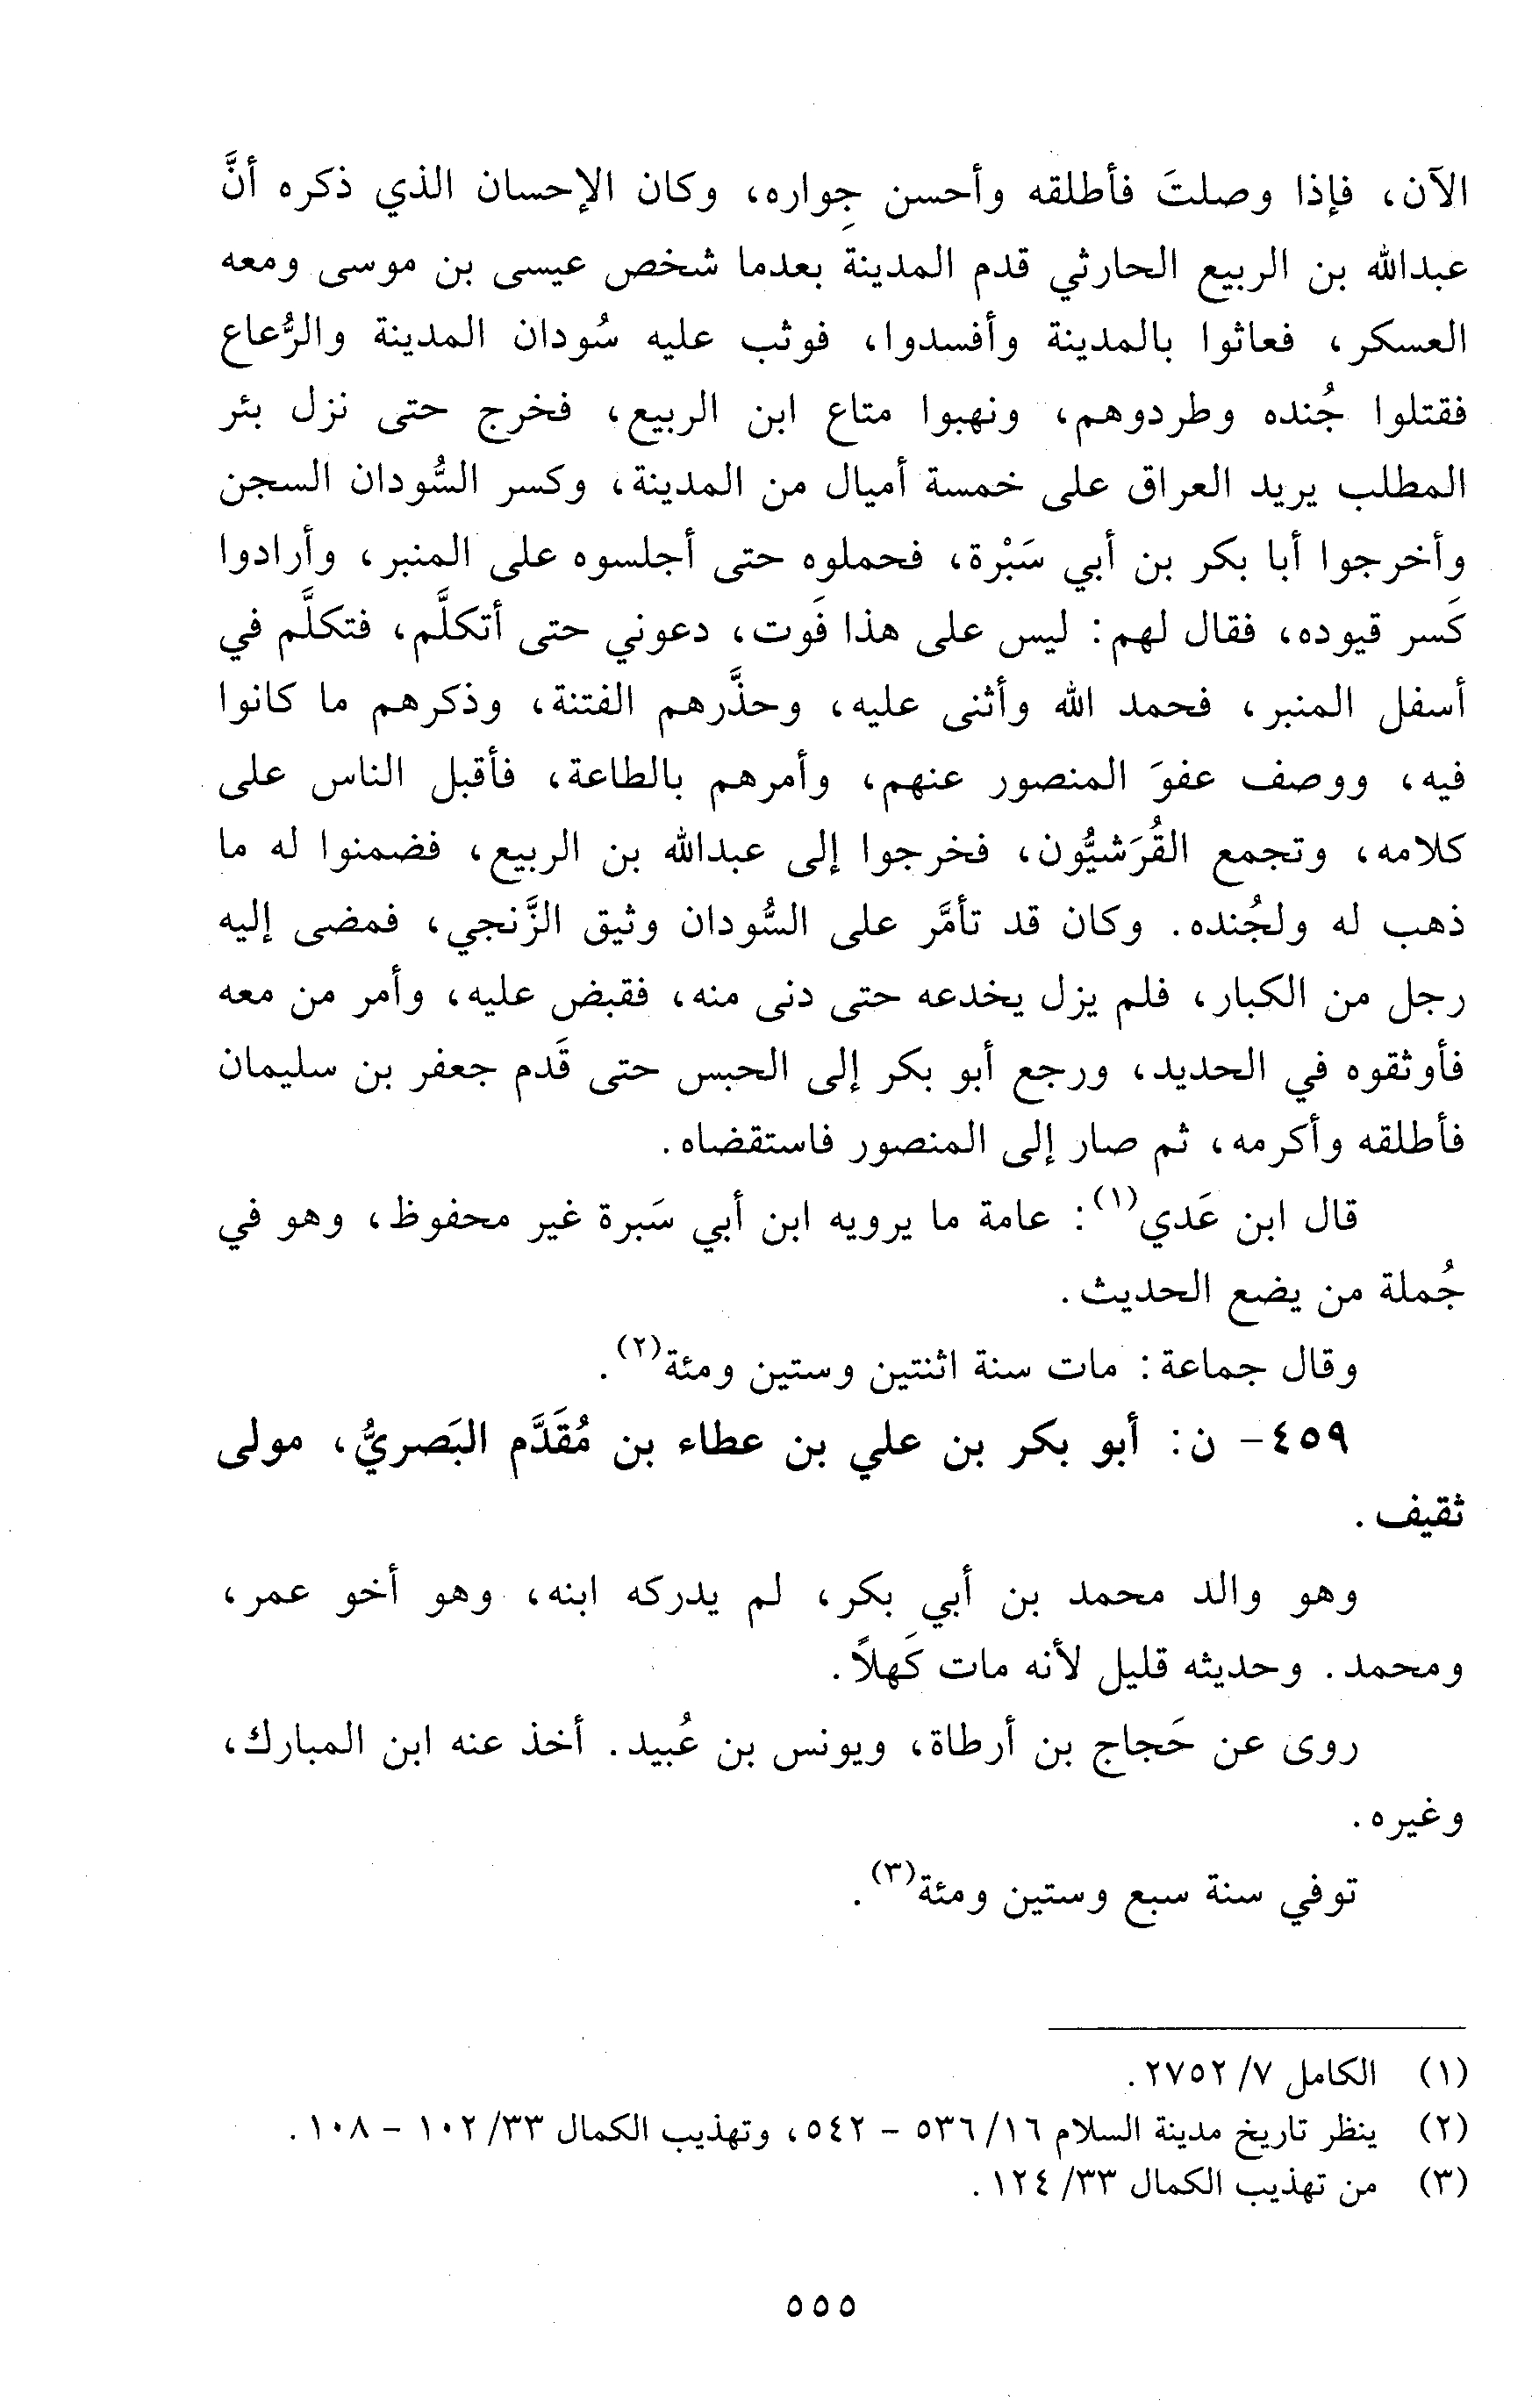 الآن، فإذا وصلتَ فأطلقه وأحسن جِواره، وكان الإحسان الذي ذكره أنَّ
عبدالله بن الربيع الحارثي قدم المدينة بعدما شخص عيسى بن موسى ومعه
العسكر، فعاثوا بالمدينة وأفسدوا، فوثب عليه سُودان المدينة والرُّعاع
فقتلوا جُنده وطردوهم، ونهبوا متاع ابن الربيع، فخرج حتى نزل بئر
المطلب يريد العراق على خمسة أميال من المدينة، وكسر السُّودان السجن
وأخرجوا أبا بكر بن أبي سَبْرة، فحملوه حتى أجلسوه على المنبر، وأرادوا
كَسر قيوده، فقال لهم: ليس على هذا فَوت، دعوني حتى أتكلَّم، فتكلَّم في
أسفل المنبر، فحمد الله وأثنى عليه، وحذَّرهم الفتنة، وذكرهم ما كانوا
فيه، ووصف عفوَ المنصور عنهم، وأمرهم بالطاعة، فأقبل الناس على
كلامه، وتجمع القُرَشيُّون، فخرجوا إلى عبدالله بن الربيع، فضمنوا له ما
ذهب له ولجُنده. وكان قد تأمَّر على السُّودان وثيق الزَّنجي، فمضى إليه
رجل من الكبار، فلم يزل يخدعه حتى دنى منه، فقبض عليه، وأمر من معه
فأوثقوه في الحديد، ورجع أبو بكر إلى الحبس حتى قَدم جعفر بن سليمان
فأطلقه وأكرمه، ثم صار إلى المنصور فاستقضاه.
قال ابن عَدي(١): عامة ما يرويه ابن أبي سَبرة غير محفوظ، وهو في
جُملة من يضع الحديث.
وقال جماعة: مات سنة اثنتين وستين ومئة(٢).
٤٥٩- ن: أبو بكر بن علي بن عطاء بن مُقَدَّم البَصريُّ، مولى
ثقيف.
وهو والد محمد بن أبي بكر، لم يدركه ابنه، وهو أخو عمر،
ومحمد. وحديثه قليل لأنه مات كَهلاً.
روى عن حَجاج بن أرطاة، ويونس بن عُبيد. أخذ عنه ابن المبارك،
وغيره.
توفي سنة سبع وستين ومئة(٣).
(١) الكامل ٧/ ٢٧٥٢.
(٢) ينظر تاريخ مدينة السلام ١٦/ ٥٣٦ - ٥٤٢، وتهذيب الكمال ٣٣/ ١٠٢ - ١٠٨.
(٣) من تهذيب الكمال ٣٣/ ١٢٤.
٥٥٥